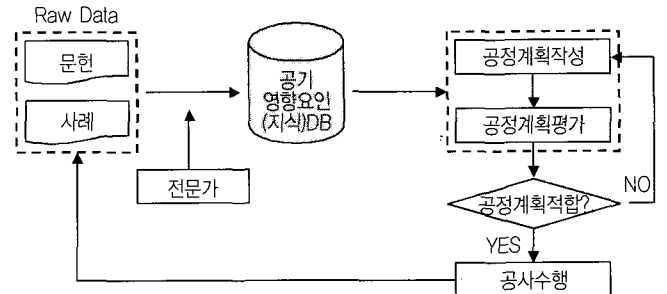 Raw Data
문헌
사례
전문가
공기
영향요인
(지식)DB
공정계획작성
공정계획평가
공정계획적합?
NO
YES
공사수행